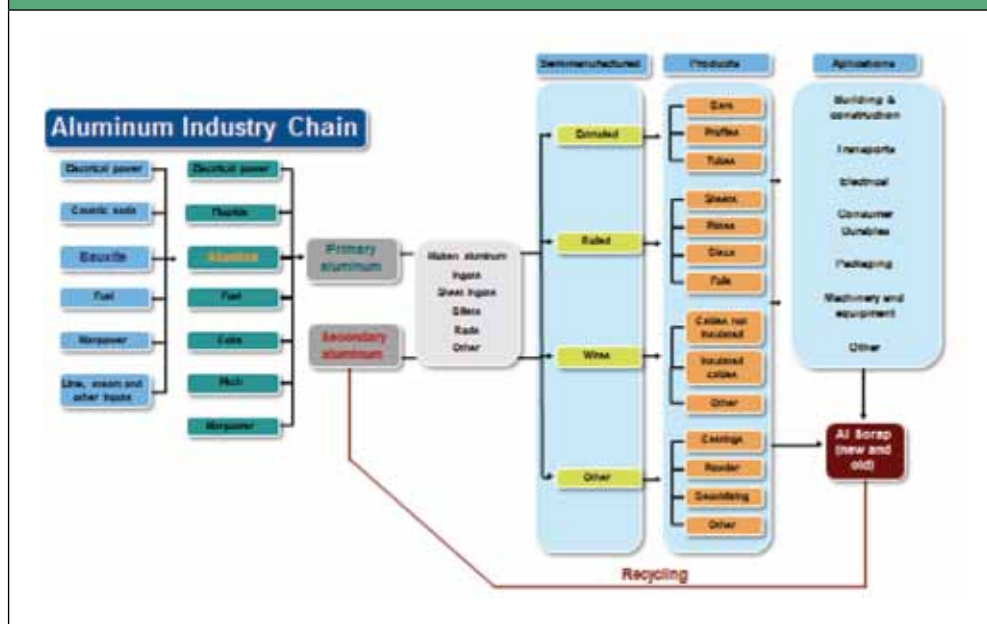 Aluminum Industry Chain
Electrical power
Caustic soda
Bauxite
Fuel
Manpower
Lime, steam and
other inputs
Electrical power
Fluoride
Alumina
Fuel
Coke
Pitch
Manpower
Primary
aluminum
Secondary
aluminum
Molten aluminum
Ingots
Sheet ingots
Billets
Other
Semimanufactured
Extruded
Rolled
Wires
Other
Products
Bars
Profiles
Tubes
Sheets
Plates
Discs
Foils
Cables not
insulated
Insulated
cables
Other
Castings
Powder
Other
Aplications
Building &
construction
Transports
Electrical
Consumer
Durables
Packaging
Machinery and
equipment
Other
Al Scrap
(new and
old)
Recycling